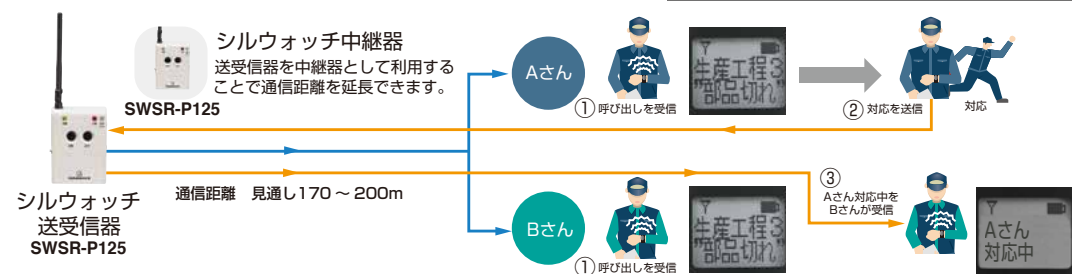 シルウォッチ中継器
送受信器を中継器として利用する
ことで通信距離を延長できます。
SWSR-P125
シルウォッチ
送受信器
SWSR-P125
通信距離 見通し170 ～ 200m
Aさん
① 呼び出しを受信
生産工程3
"部品切れ"
② 対応を送信
対応
Bさん
① 呼び出しを受信
生産工程3
"部品切れ"
③
Aさん対応中を
Bさんが受信
Aさん
対応中